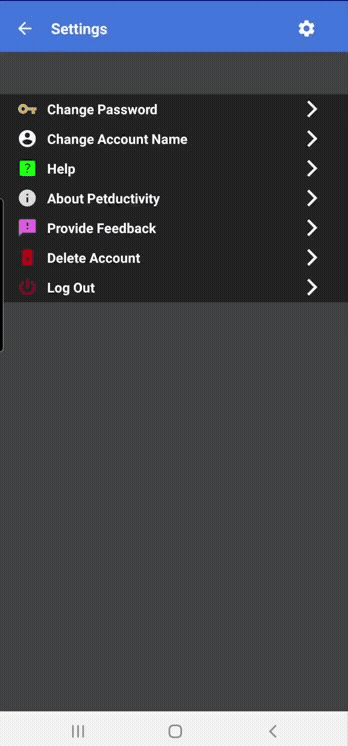 Settings
Change Password
Change Account Name
Help
About Petductivity
Provide Feedback
Delete Account
Log Out